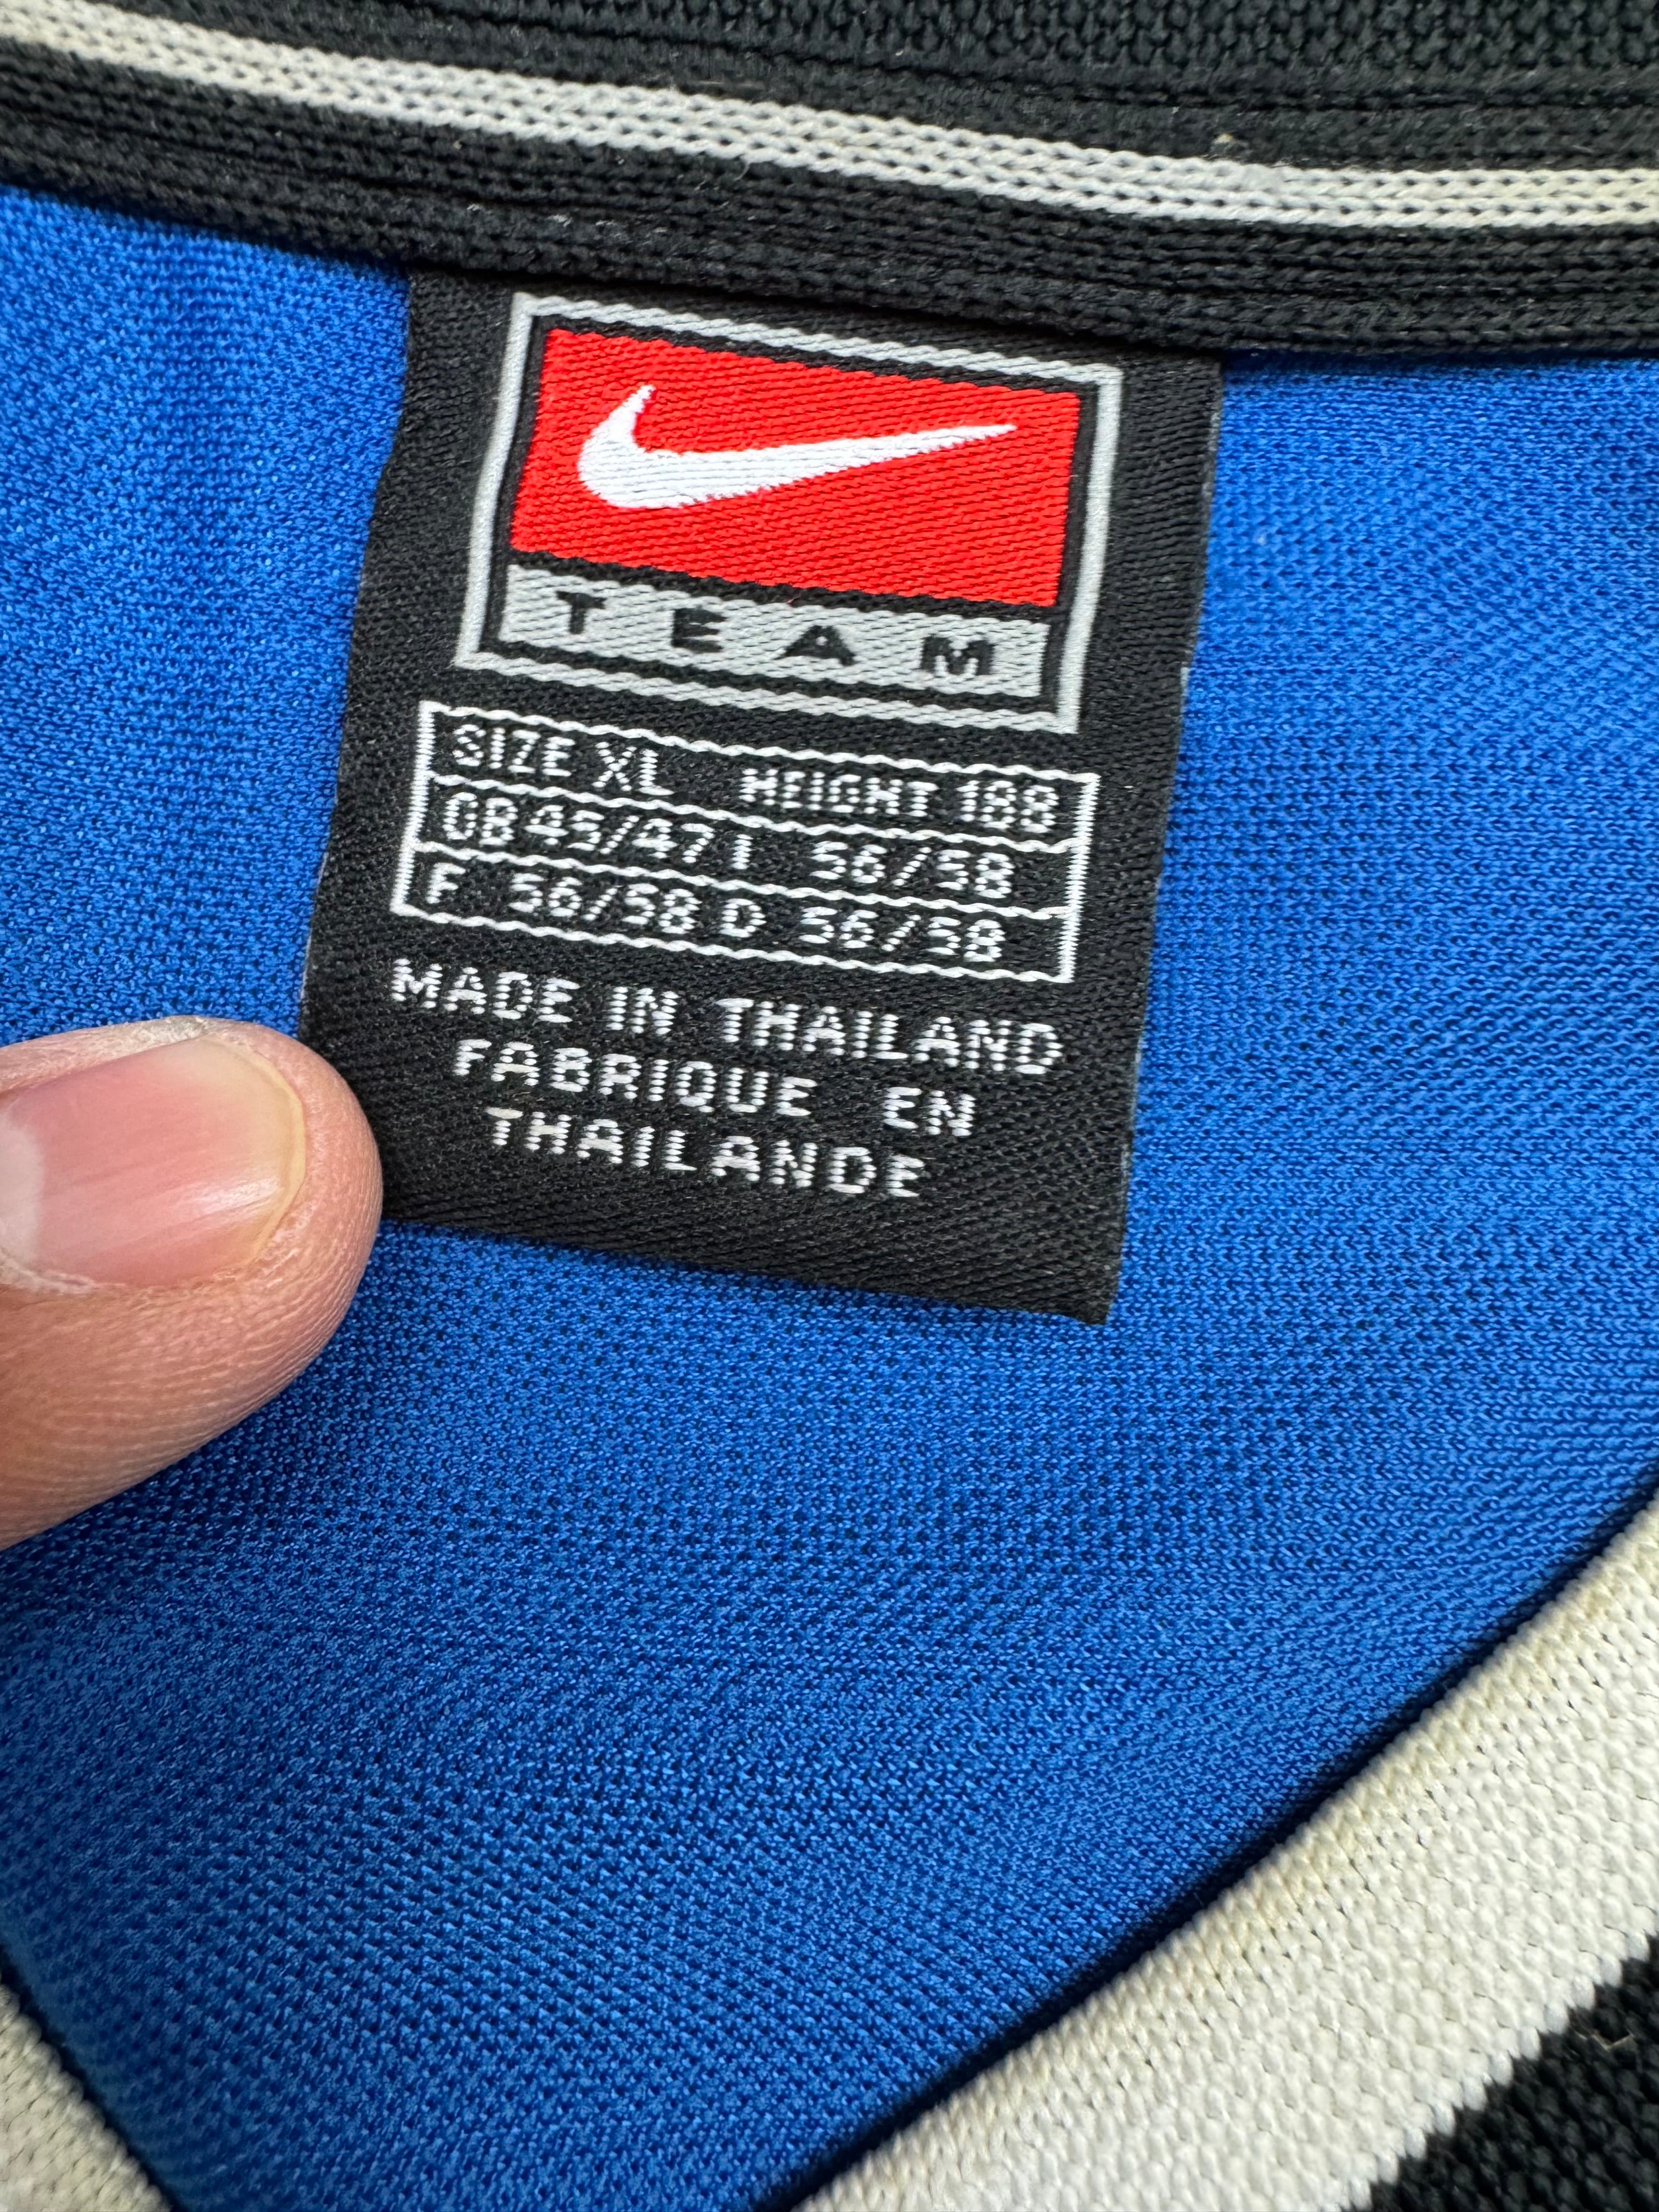 TEAM
SIZE XL HEIGHT 188
GB 45/47 I 56/58
F 56/58 D 56/58
MADE IN THAILAND
FABRIQUE EN
THAILANDE